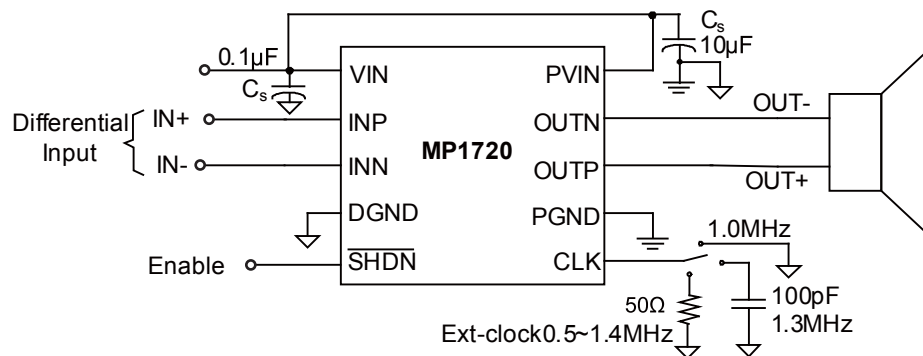 Cs
10µF
0.1µF
Cs
VIN
PVIN
Differential
Input
IN+
IN-
INP
INN
MP1720
OUTN
OUTP
OUT-
OUT+
DGND
PGND
Enable
SHDN
CLK
1.0MHz
50Ω
100pF
1.3MHz
Ext-clock0.5~1.4MHz